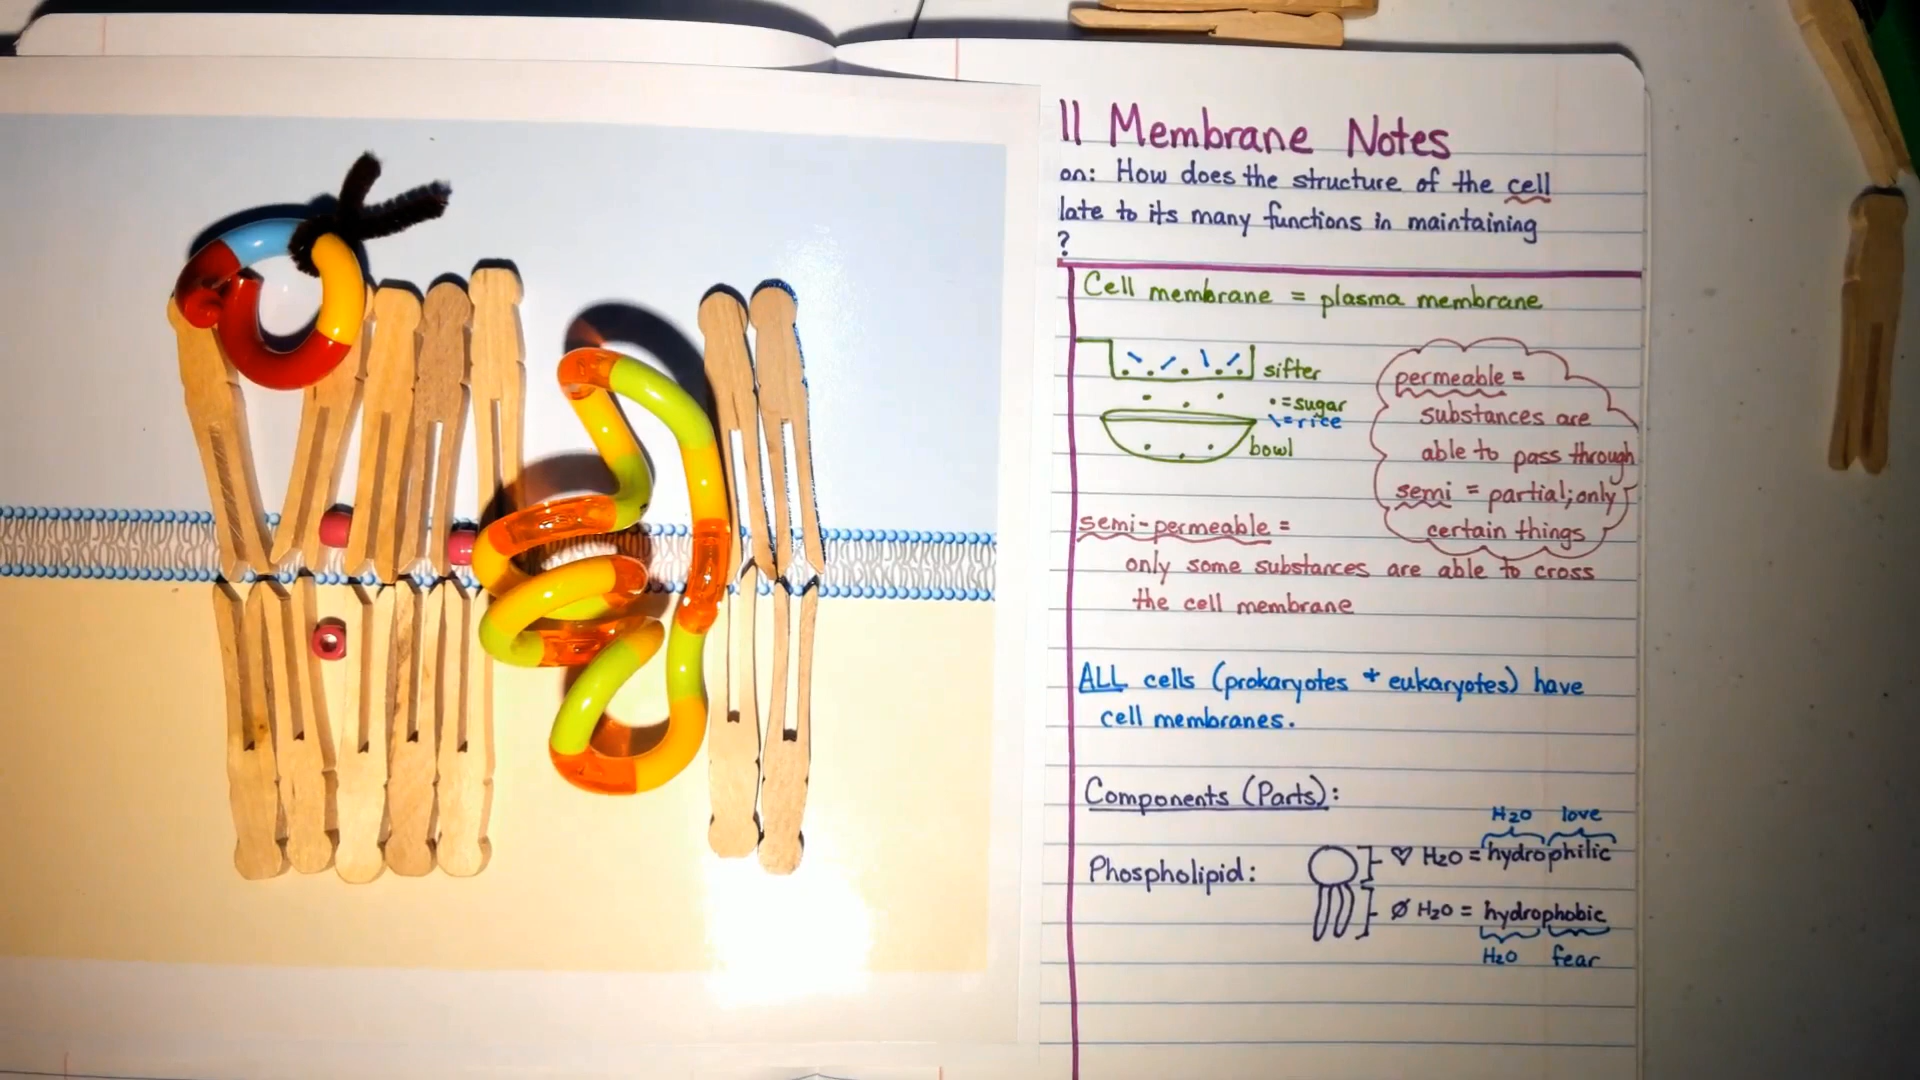 ll Membrane Notes
on: How does the structure of the cell
late to its many functions in maintaining
?
Cell membrane = plasma membrane
sifter
• = sugar
\ = rice
bowl
permeable =
substances are
able to pass through
semi = partial; only
certain things
semi-permeable =
only some substances are able to cross
the cell membrane
ALL cells (prokaryotes + eukaryotes) have
cell membranes.
Components (Parts):
H2O love
Phospholipid:
♡ H2O = hydrophilic
Ø H2O = hydrophobic
H2O fear